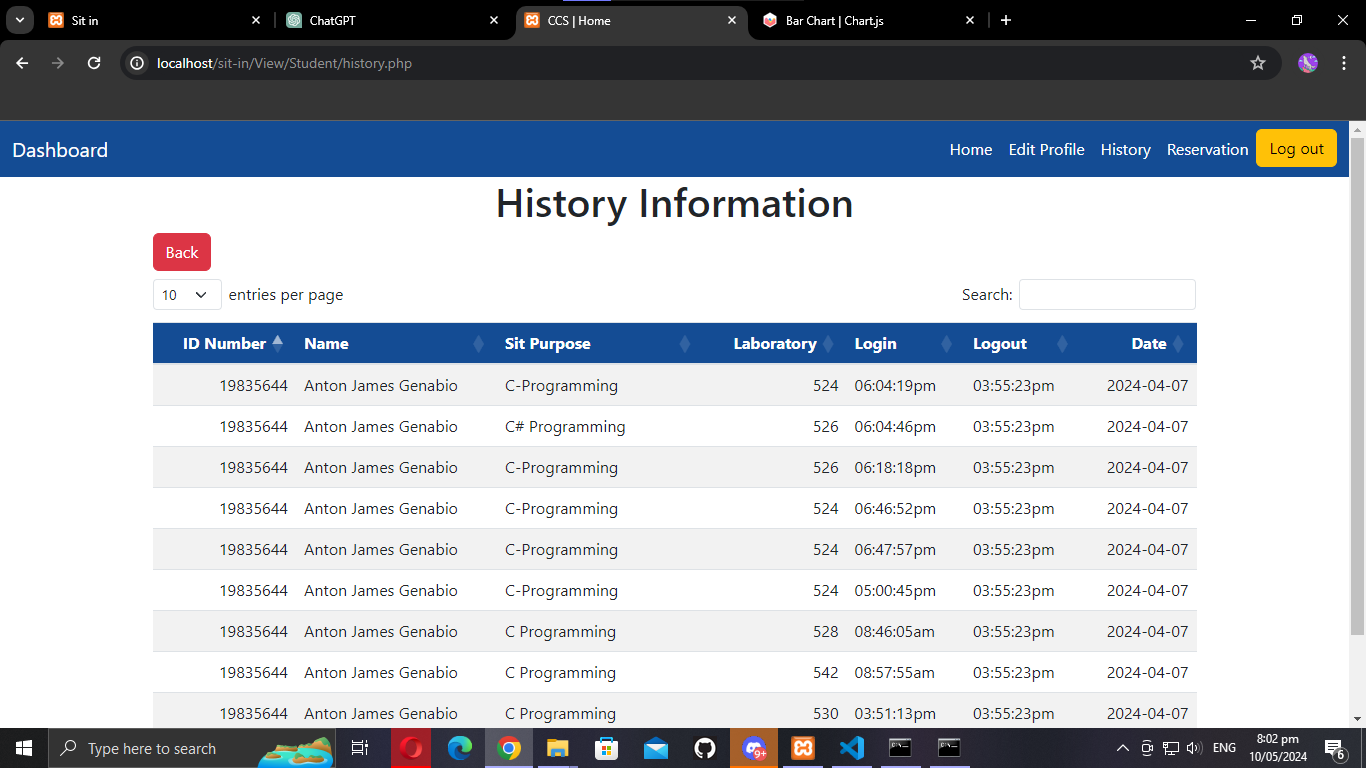 Sit in ChatGPT CCS | Home Bar Chart | Chart.js
localhost/sit-in/View/Student/history.php
Dashboard Home Edit Profile History Reservation Log out
History Information
Back
10 entries per page Search:
ID Number Name Sit Purpose Laboratory Login Logout Date
19835644 Anton James Genabio C-Programming 524 06:04:19pm 03:55:23pm 2024-04-07
19835644 Anton James Genabio C# Programming 526 06:04:46pm 03:55:23pm 2024-04-07
19835644 Anton James Genabio C-Programming 526 06:18:18pm 03:55:23pm 2024-04-07
19835644 Anton James Genabio C-Programming 524 06:46:52pm 03:55:23pm 2024-04-07
19835644 Anton James Genabio C-Programming 524 06:47:57pm 03:55:23pm 2024-04-07
19835644 Anton James Genabio C-Programming 524 05:00:45pm 03:55:23pm 2024-04-07
19835644 Anton James Genabio C Programming 528 08:46:05am 03:55:23pm 2024-04-07
19835644 Anton James Genabio C Programming 542 08:57:55am 03:55:23pm 2024-04-07
19835644 Anton James Genabio C Programming 530 03:51:13pm 03:55:23pm 2024-04-07
Type here to search 9+ ENG 8:02 pm
10/05/2024 6